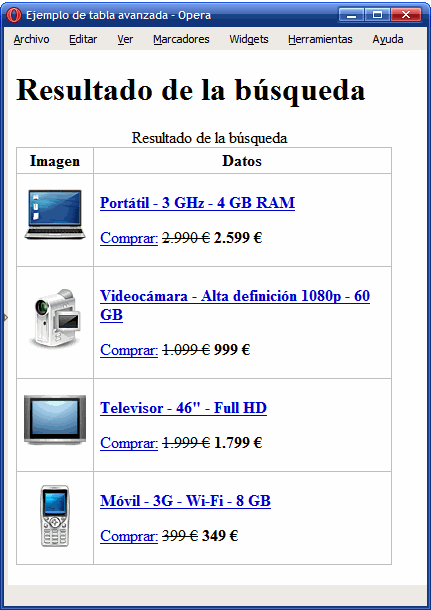 Ejemplo de tabla avanzada - Opera
Archivo Editar Ver Marcadores Widgets Herramientas Ayuda
Resultado de la búsqueda
Resultado de la búsqueda
Imagen Datos
Portátil - 3 GHz - 4 GB RAM
Comprar: 2.990 € 2.599 €
Videocámara - Alta definición 1080p - 60
GB
Comprar: 1.099 € 999 €
Televisor - 46" - Full HD
Comprar: 1.999 € 1.799 €
Móvil - 3G - Wi-Fi - 8 GB
Comprar: 399 € 349 €